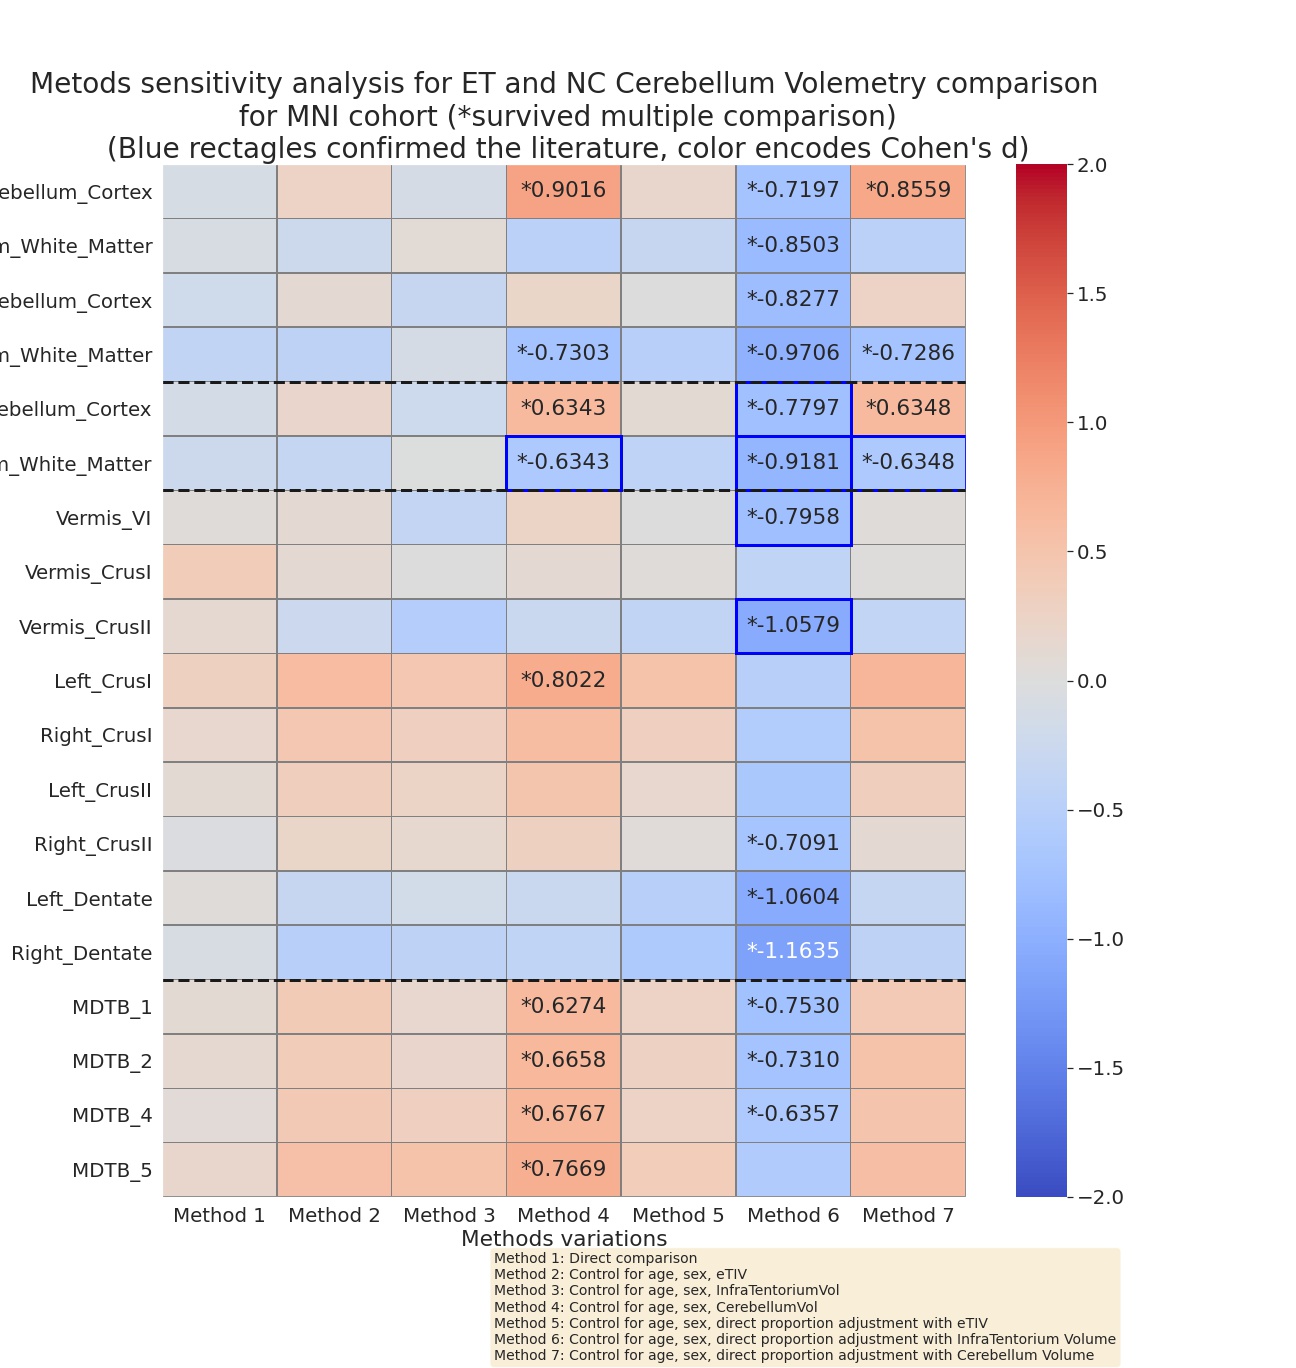 Metods sensitivity analysis for ET and NC Cerebellum Volemetry comparison
for MNI cohort (*survived multiple comparison)
(Blue rectagles confirmed the literature, color encodes Cohen's d)
ebellum_Cortex *0.9016 *-0.7197 *0.8559
n_White_Matter *-0.8503
ebellum_Cortex *-0.8277
n_White_Matter *-0.7303 *-0.9706 *-0.7286
ebellum_Cortex *0.6343 *-0.7797 *0.6348
n_White_Matter *-0.6343 *-0.9181 *-0.6348
Vermis_VI *-0.7958
Vermis_CrusI
Vermis_CrusII *-1.0579
Left_CrusI *0.8022
Right_CrusI
Left_CrusII
Right_CrusII *-0.7091
Left_Dentate *-1.0604
Right_Dentate *-1.1635
MDTB_1 *0.6274 *-0.7530
MDTB_2 *0.6658 *-0.7310
MDTB_4 *0.6767 *-0.6357
MDTB_5 *0.7669
Method 1 Method 2 Method 3 Method 4 Method 5 Method 6 Method 7
Methods variations
2.0
1.5
1.0
0.5
0.0
−0.5
−1.0
−1.5
−2.0
Method 1: Direct comparison
Method 2: Control for age, sex, eTIV
Method 3: Control for age, sex, InfraTentoriumVol
Method 4: Control for age, sex, CerebellumVol
Method 5: Control for age, sex, direct proportion adjustment with eTIV
Method 6: Control for age, sex, direct proportion adjustment with InfraTentorium Volume
Method 7: Control for age, sex, direct proportion adjustment with Cerebellum Volume